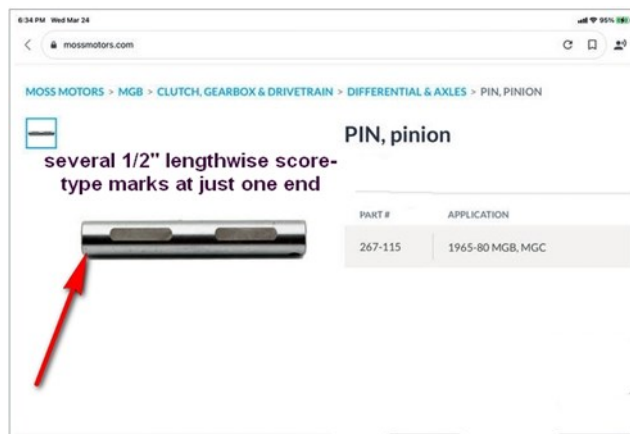 6:34 PM Wed Mar 24
95%
mossmotors.com
MOSS MOTORS > MGB > CLUTCH, GEARBOX & DRIVETRAIN > DIFFERENTIAL & AXLES > PIN, PINION
PIN, pinion
several 1/2" lengthwise score-
type marks at just one end
PART # APPLICATION
267-115 1965-80 MGB, MGC